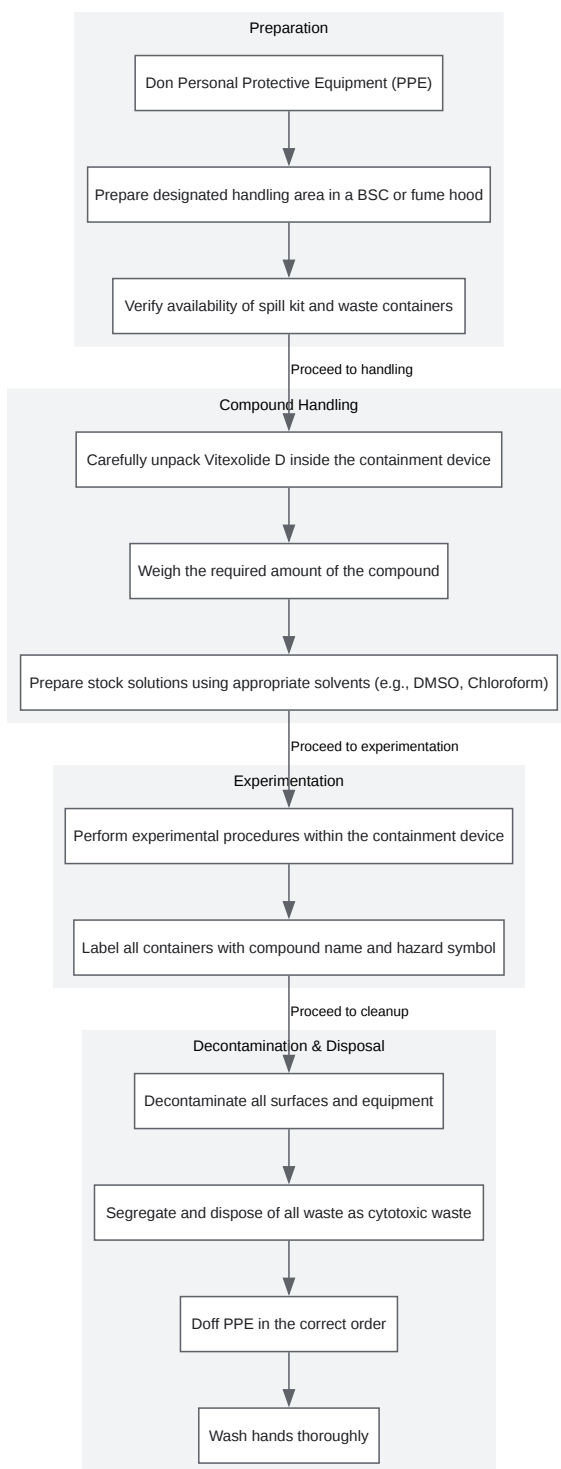 Preparation
Don Personal Protective Equipment (PPE)
Prepare designated handling area in a BSC or fume hood
Verify availability of spill kit and waste containers
Proceed to handling
Compound Handling
Carefully unpack Vitexolide D inside the containment device
Weigh the required amount of the compound
Prepare stock solutions using appropriate solvents (e.g., DMSO, Chloroform)
Proceed to experimentation
Experimentation
Perform experimental procedures within the containment device
Label all containers with compound name and hazard symbol
Proceed to cleanup
Decontamination & Disposal
Decontaminate all surfaces and equipment
Segregate and dispose of all waste as cytotoxic waste
Doff PPE in the correct order
Wash hands thoroughly